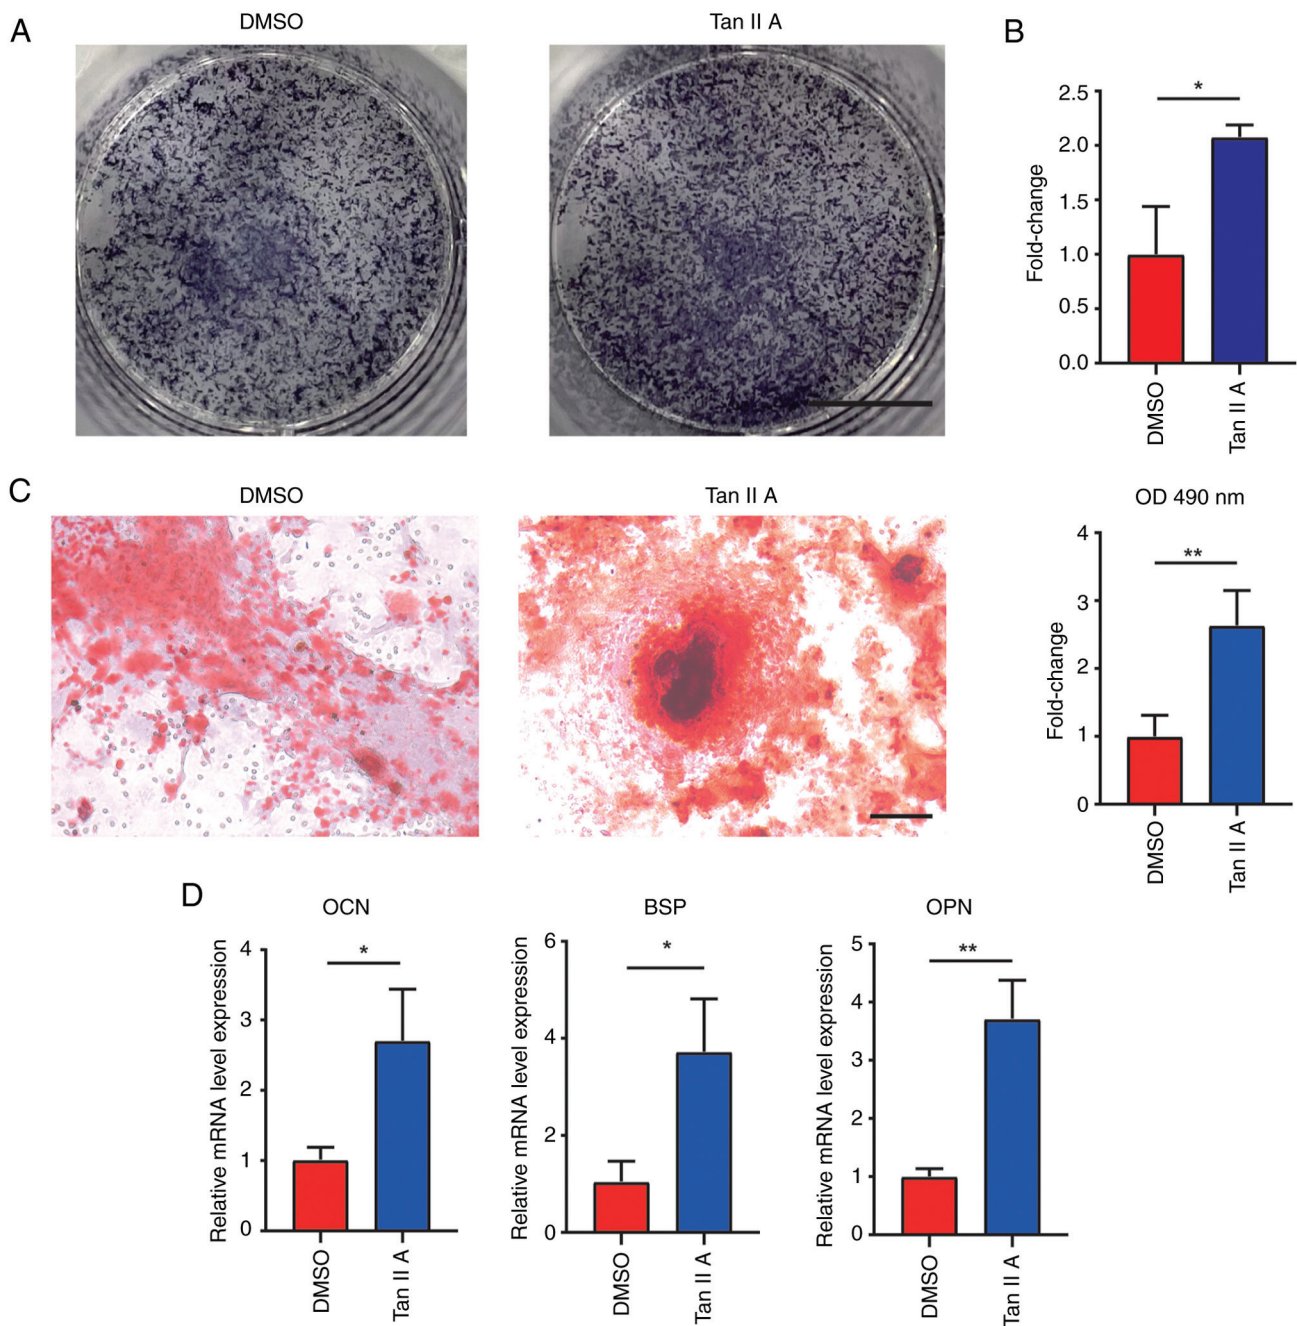 A
DMSO
Tan II A
B
*
2.5
2.0
1.5
1.0
0.5
0.0
Fold-change
DMSO
Tan II A
C
DMSO
Tan II A
OD 490 nm
**
4
3
2
1
0
Fold-change
DMSO
Tan II A
D
OCN
*
4
3
2
1
0
Relative mRNA level expression
DMSO
Tan II A
BSP
*
6
4
2
0
Relative mRNA level expression
DMSO
Tan II A
OPN
**
5
4
3
2
1
0
Relative mRNA level expression
DMSO
Tan II A